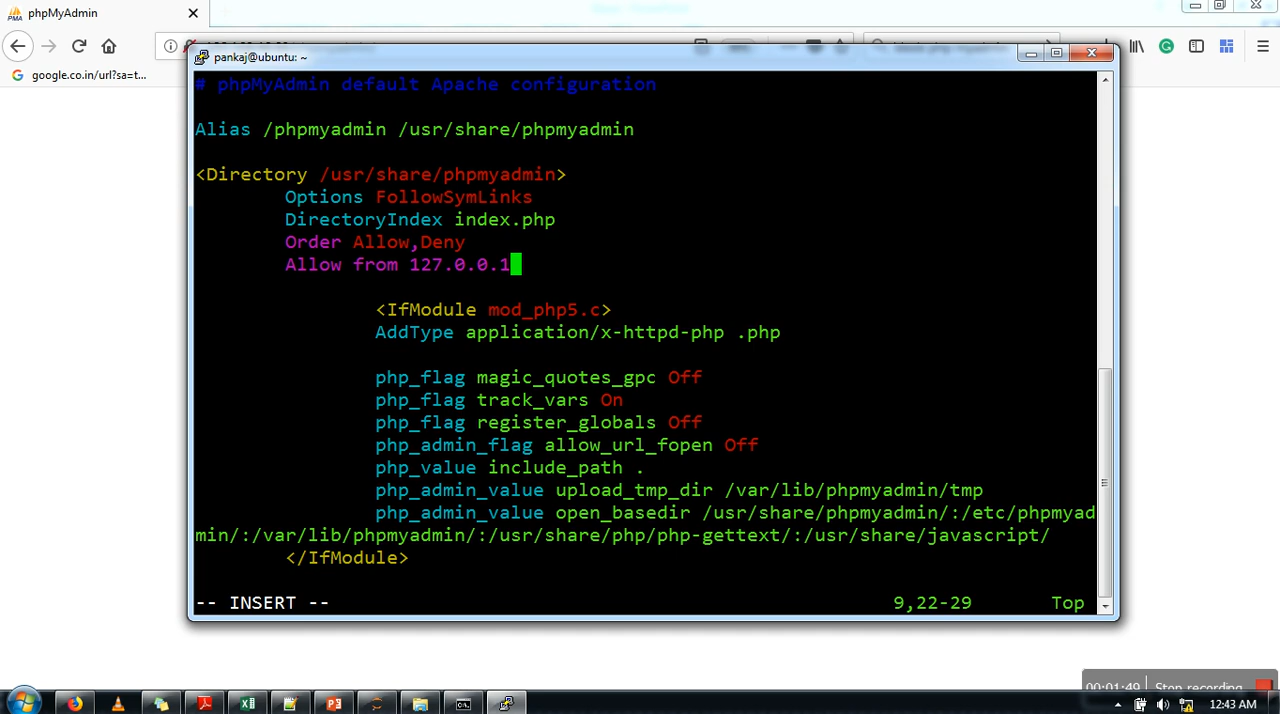 phpMyAdmin
google.co.in/url?sa=t...
pankaj@ubuntu: ~
# phpMyAdmin default Apache configuration
Alias /phpmyadmin /usr/share/phpmyadmin
<Directory /usr/share/phpmyadmin>
Options FollowSymLinks
DirectoryIndex index.php
Order Allow,Deny
Allow from 127.0.0.1
<IfModule mod_php5.c>
AddType application/x-httpd-php .php
php_flag magic_quotes_gpc Off
php_flag track_vars On
php_flag register_globals Off
php_admin_flag allow_url_fopen Off
php_value include_path .
php_admin_value upload_tmp_dir /var/lib/phpmyadmin/tmp
php_admin_value open_basedir /usr/share/phpmyadmin/:/etc/phpmyad
min/:/var/lib/phpmyadmin/:/usr/share/php/php-gettext/:/usr/share/javascript/
</IfModule>
-- INSERT -- 9,22-29 Top
00:01:49 Stop recording
12:43 AM